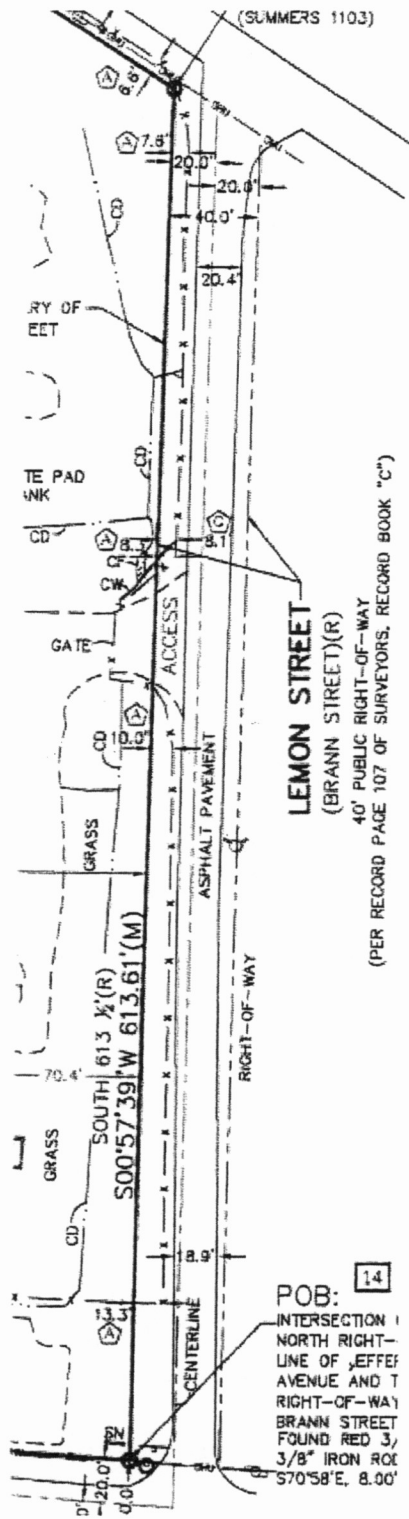 (SUMMERS 1103)
A
6.6'
A
7.6'
20.0'
20.0'
CD
40.0'
20.4'
RY OF
EET
TE PAD
ANK
CD
CD
A
C
8.1
CW
GATE
ACCESS
A
10.0'
CD
GRASS
ASPHALT PAVEMENT
LEMON STREET
(BRANN STREET)(R)
40' PUBLIC RIGHT-OF-WAY
(PER RECORD PAGE 107 OF SURVEYORS, RECORD BOOK "C")
RIGHT-OF-WAY
SOUTH 613 ½'(R)
S00°57'39"W 613.61'(M)
70.4'
GRASS
CD
18.9'
13.3'
A
CENTERLINE
14
POB:
INTERSECTION
NORTH RIGHT-
LINE OF JEFFER
AVENUE AND T
RIGHT-OF-WAY
BRANN STREET
FOUND RED 3/
3/8" IRON ROD
S70°58'E, 8.00'
20.0'